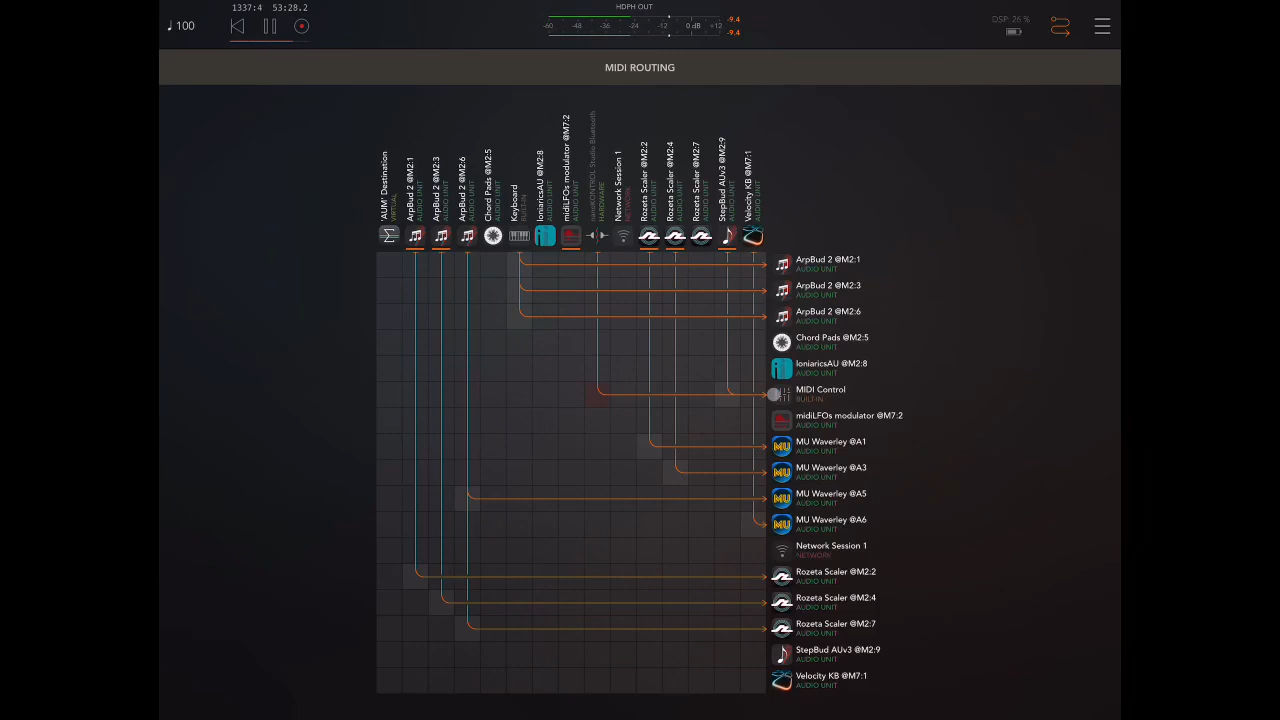 1337:4 53:28.2
♩ 100
HDPH OUT
-60 -48 -36 -24 -12 0 dB +12
-9.4
-9.4
DSP: 26 %
MIDI ROUTING
'AUM' Destination
VIRTUAL
ArpBud 2 @M2:1
AUDIO UNIT
ArpBud 2 @M2:3
AUDIO UNIT
ArpBud 2 @M2:6
AUDIO UNIT
Chord Pads @M2:5
AUDIO UNIT
Keyboard
BUILT-IN
IoniaricsAU @M2:8
AUDIO UNIT
midiLFOs modulator @M7:2
AUDIO UNIT
nanoKONTROL Studio Bluetooth
HARDWARE
Network Session 1
NETWORK
Rozeta Scaler @M2:2
AUDIO UNIT
Rozeta Scaler @M2:4
AUDIO UNIT
Rozeta Scaler @M2:7
AUDIO UNIT
StepBud AUv3 @M2:9
AUDIO UNIT
Velocity KB @M7:1
AUDIO UNIT
ArpBud 2 @M2:1
AUDIO UNIT
ArpBud 2 @M2:3
AUDIO UNIT
ArpBud 2 @M2:6
AUDIO UNIT
Chord Pads @M2:5
AUDIO UNIT
IoniaricsAU @M2:8
AUDIO UNIT
MIDI Control
BUILT-IN
midiLFOs modulator @M7:2
AUDIO UNIT
MU MU Waverley @A1
AUDIO UNIT
MU MU Waverley @A3
AUDIO UNIT
MU MU Waverley @A5
AUDIO UNIT
MU MU Waverley @A6
AUDIO UNIT
Network Session 1
NETWORK
Rozeta Scaler @M2:2
AUDIO UNIT
Rozeta Scaler @M2:4
AUDIO UNIT
Rozeta Scaler @M2:7
AUDIO UNIT
StepBud AUv3 @M2:9
AUDIO UNIT
Velocity KB @M7:1
AUDIO UNIT